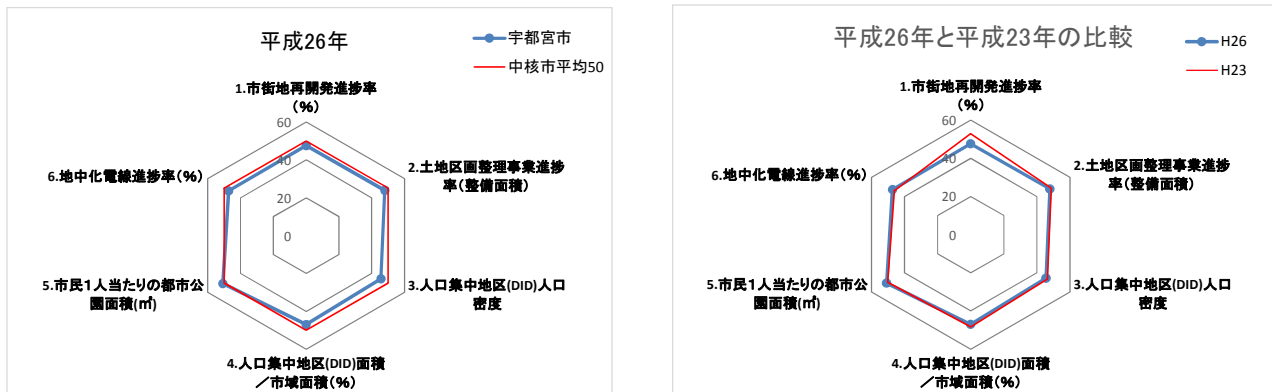 平成26年
宇都宮市
中核市平均50
1.市街地再開発進捗率
(%)
60
40
20
0
2.土地区画整理事業進捗
率(整備面積)
3.人口集中地区(DID)人口
密度
4.人口集中地区(DID)面積
／市域面積(%)
5.市民1人当たりの都市公
園面積(㎡)
6.地中化電線進捗率(%)
平成26年と平成23年の比較
H26
H23
1.市街地再開発進捗率
(%)
60
40
20
0
2.土地区画整理事業進捗
率(整備面積)
3.人口集中地区(DID)人口
密度
4.人口集中地区(DID)面積
／市域面積(%)
5.市民1人当たりの都市公
園面積(㎡)
6.地中化電線進捗率(%)